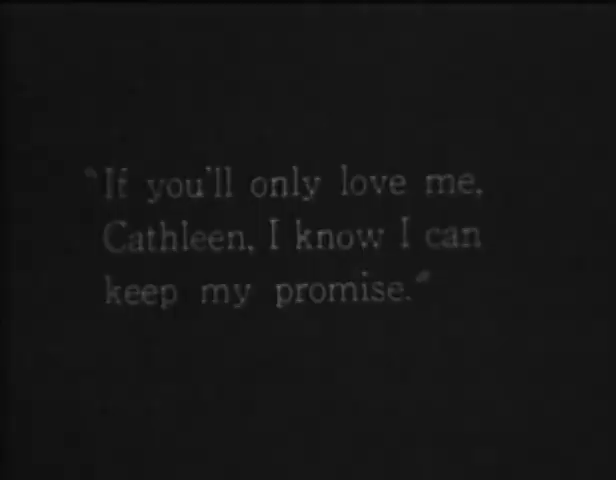 "If you'll only love me,
Cathleen, I know I can
keep my promise."